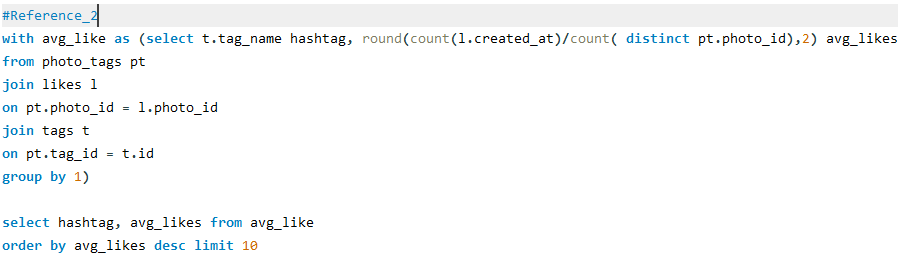 #Reference_2
with avg_like as (select t.tag_name hashtag, round(count(l.created_at)/count( distinct pt.photo_id),2) avg_likes
from photo_tags pt
join likes l
on pt.photo_id = l.photo_id
join tags t
on pt.tag_id = t.id
group by 1)
select hashtag, avg_likes from avg_like
order by avg_likes desc limit 10